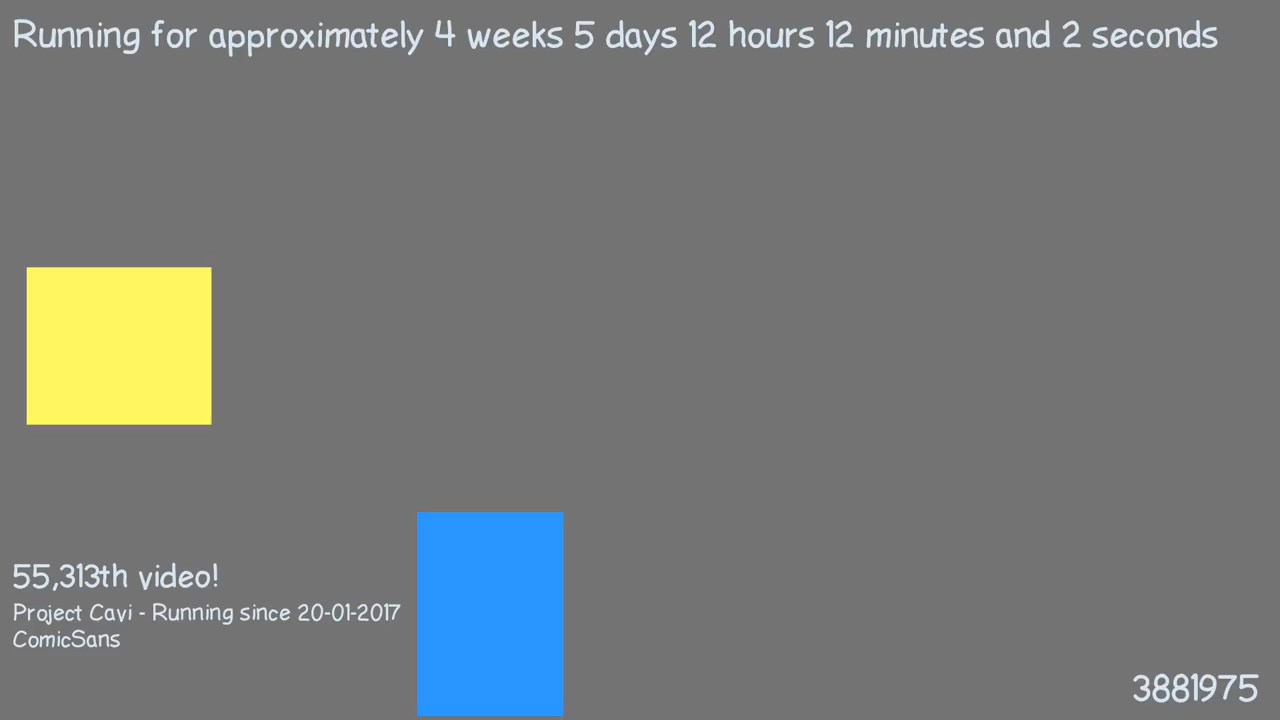 Running for approximately 4 weeks 5 days 12 hours 12 minutes and 2 seconds
55,313th video!
Project Cavi - Running since 20-01-2017
ComicSans
3881975